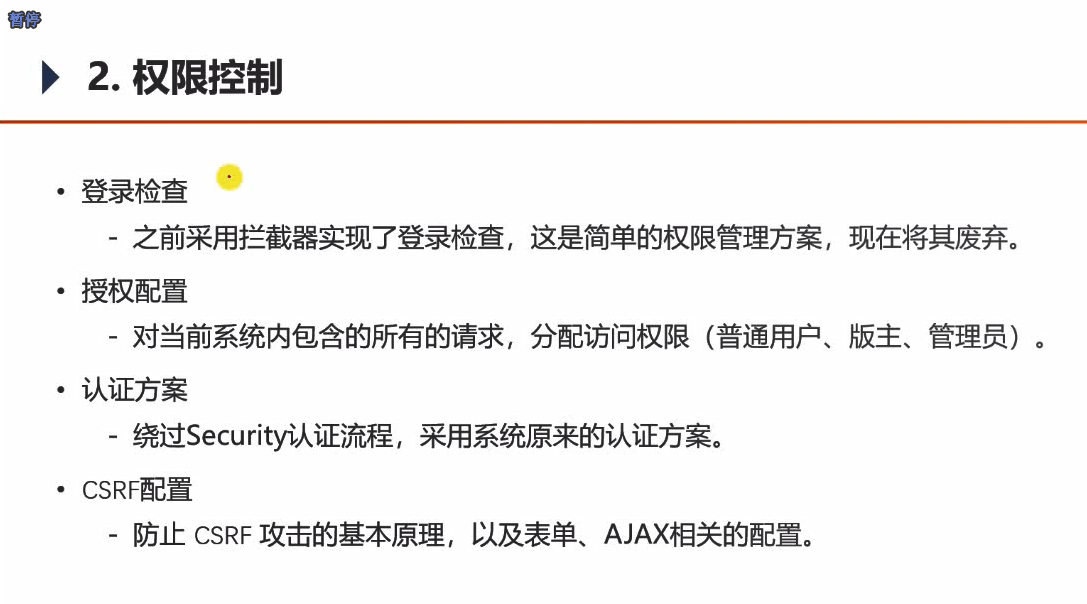 暂停
2. 权限控制
• 登录检查
- 之前采用拦截器实现了登录检查，这是简单的权限管理方案，现在将其废弃。
• 授权配置
- 对当前系统内包含的所有的请求，分配访问权限（普通用户、版主、管理员）。
• 认证方案
- 绕过Security认证流程，采用系统原来的认证方案。
• CSRF配置
- 防止 CSRF 攻击的基本原理，以及表单、AJAX相关的配置。